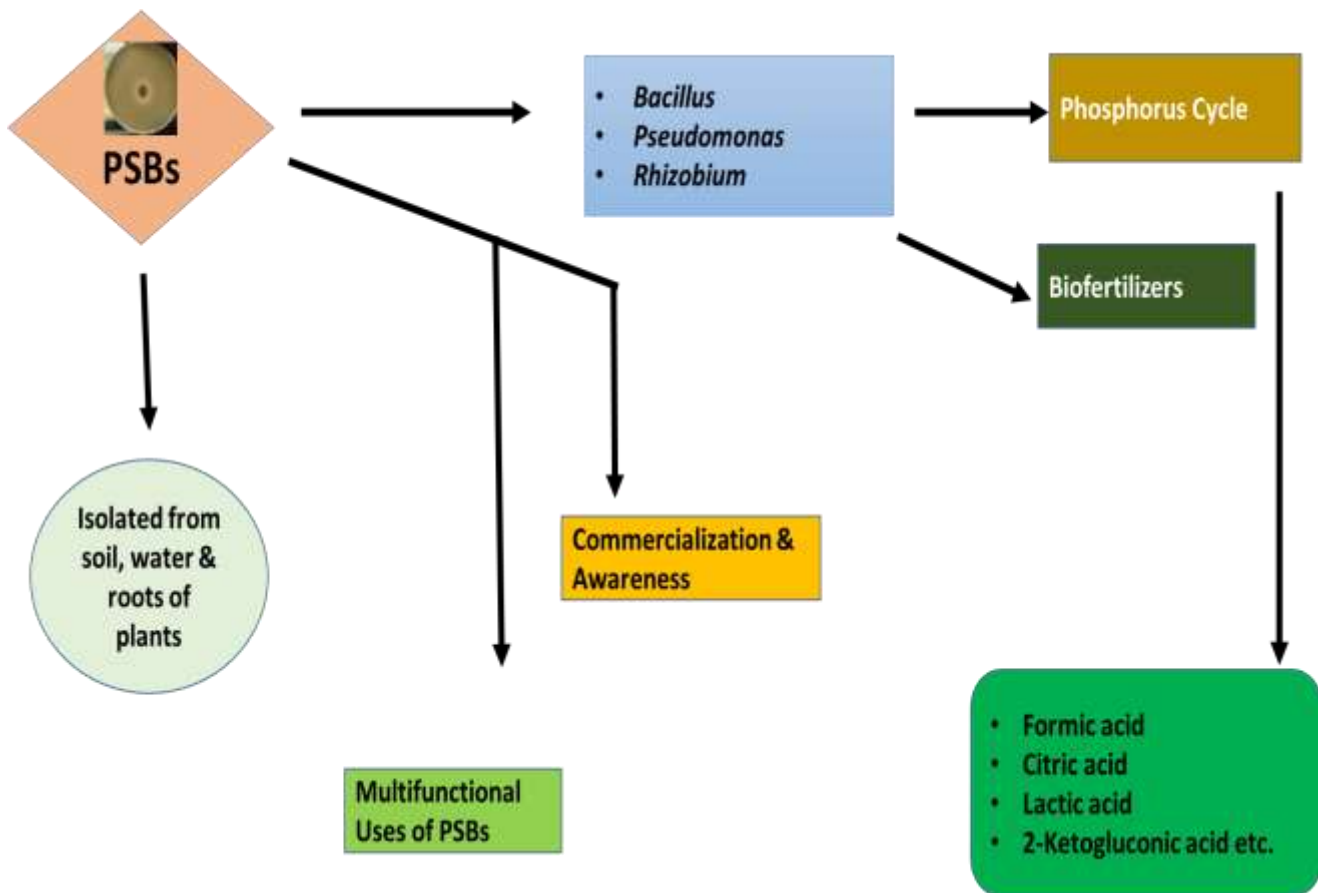 PSBs
• Bacillus
• Pseudomonas
• Rhizobium
Phosphorus Cycle
Biofertilizers
Isolated from
soil, water &
roots of
plants
Commercialization &
Awareness
Multifunctional
Uses of PSBs
• Formic acid
• Citric acid
• Lactic acid
• 2-Ketogluconic acid etc.